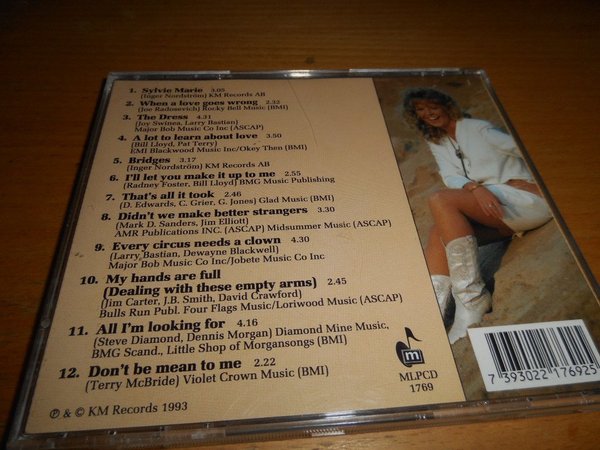 1. Sylvie Marie 3.05
(Inger Nordström) KM Records AB
2. When a love goes wrong 2.32
(Joe Radosevich) Rocky Bell Music (BMI)
3. The Dress 4.31
(Joy Swinea, Larry Bastian)
Major Bob Music Co Inc (ASCAP)
4. A lot to learn about love 3.50
(Bill Lloyd, Pat Terry)
EMI Blackwood Music Inc/Okey Then (BMI)
5. Bridges 3.17
(Inger Nordström) KM Records AB
6. I'll let you make it up to me 2.55
(Radney Foster, Bill Lloyd) BMG Music Publishing
7. That's all it took 2.46
(D. Edwards, C. Grier, G. Jones) Glad Music (BMI)
8. Didn't we make better strangers 3.30
(Mark D. Sanders, Jim Elliott)
AMR Publications INC. (ASCAP) Midsummer Music (ASCAP)
9. Every circus needs a clown 4.30
(Larry Bastian, Dewayne Blackwell)
Major Bob Music Co Inc/Jobete Music Co Inc
10. My hands are full
(Dealing with these empty arms) 2.45
(Jim Carter, J.B. Smith, David Crawford)
Bulls Run Publ. Four Flags Music/Loriwood Music (ASCAP)
11. All I'm looking for 4.16
(Steve Diamond, Dennis Morgan) Diamond Mine Music,
BMG Scand., Little Shop of Morgansongs (BMI)
12. Don't be mean to me 2.22
(Terry McBride) Violet Crown Music (BMI)
℗ & © KM Records 1993
m
MLPCD
1769
7 393022 176925